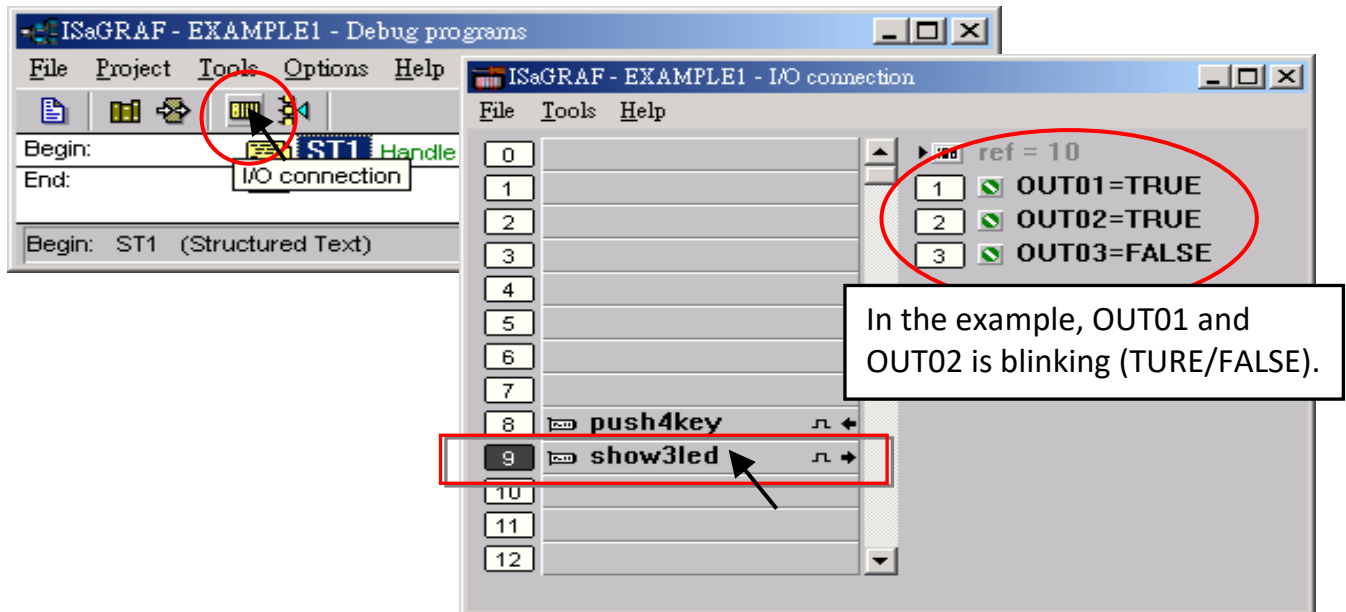 ISaGRAF - EXAMPLE1 - Debug programs
File Project Tools Options Help
Begin: ST1 Handle
End:
I/O connection
Begin: ST1 (Structured Text)
ISaGRAF - EXAMPLE1 - I/O connection
File Tools Help
0
1
2
3
4
5
6
7
8 push4key
9 show3led
10
11
12
ref = 10
1 OUT01=TRUE
2 OUT02=TRUE
3 OUT03=FALSE
In the example, OUT01 and
OUT02 is blinking (TURE/FALSE).